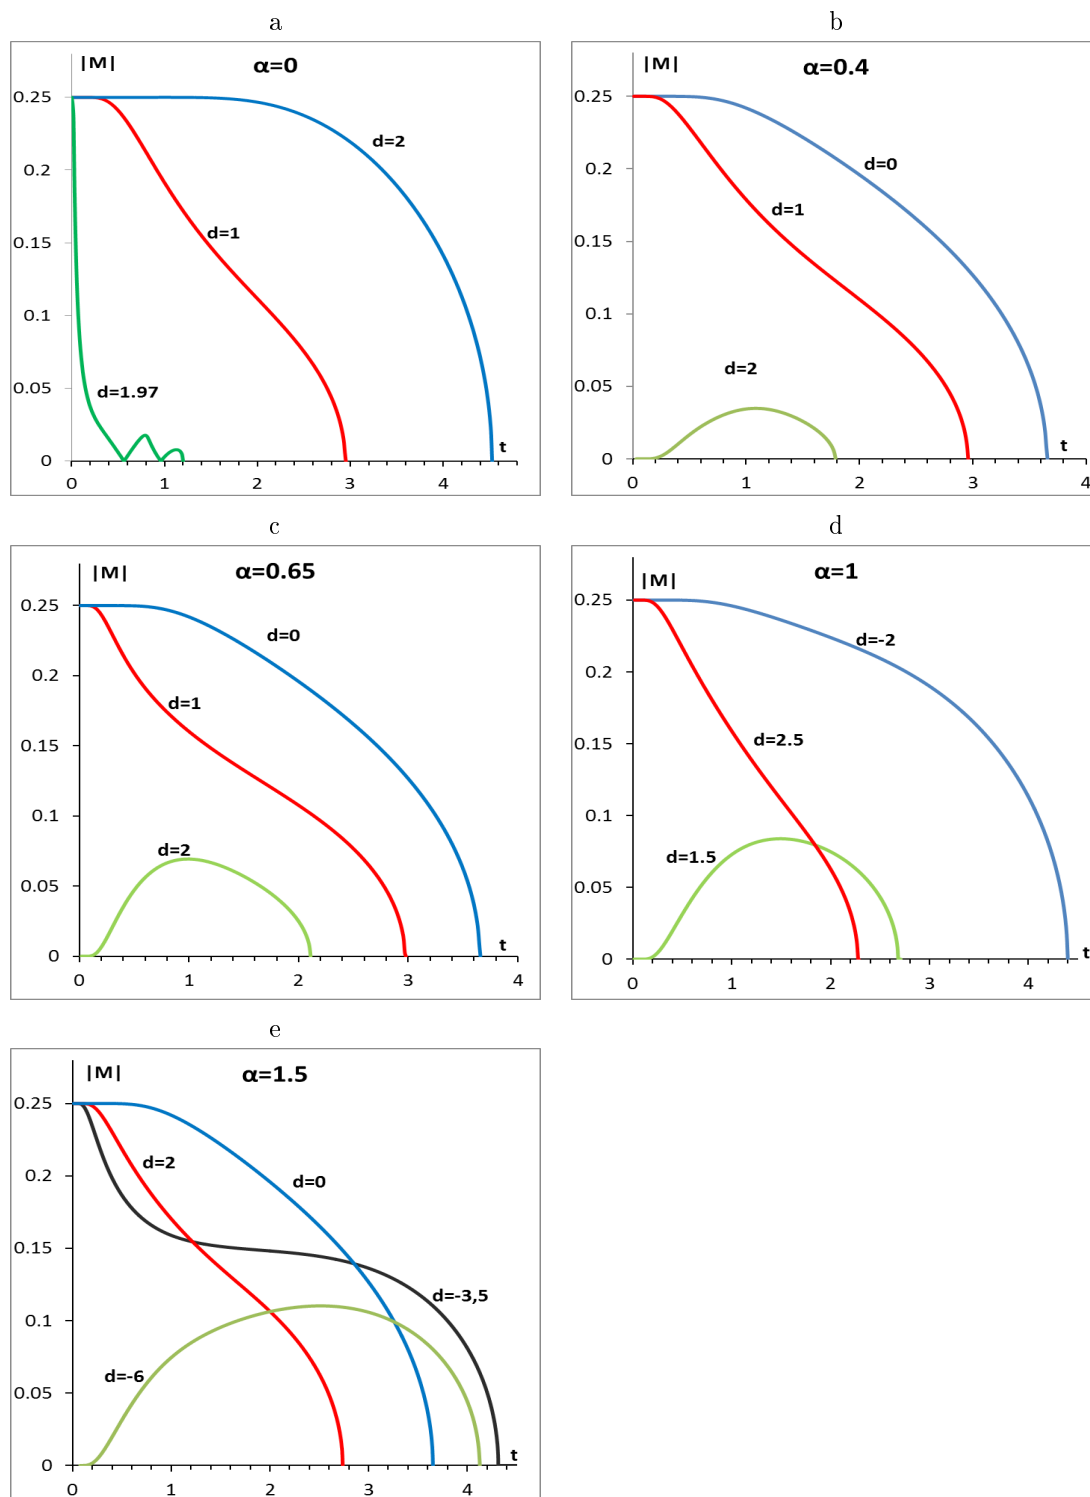 a
|M|
α=0
0.25
0.2
0.15
0.1
0.05
0
d=2
d=1
d=1.97
t
0 1 2 3 4
b
|M|
α=0.4
0.25
0.2
0.15
0.1
0.05
0
d=0
d=1
d=2
t
0 1 2 3 4
c
|M|
α=0.65
0.25
0.2
0.15
0.1
0.05
0
d=0
d=1
d=2
t
0 1 2 3 4
d
|M|
α=1
0.25
0.2
0.15
0.1
0.05
0
d=-2
d=2.5
d=1.5
t
0 1 2 3 4
e
|M|
α=1.5
0.25
0.2
0.15
0.1
0.05
0
d=2
d=0
d=-3,5
d=-6
t
0 1 2 3 4